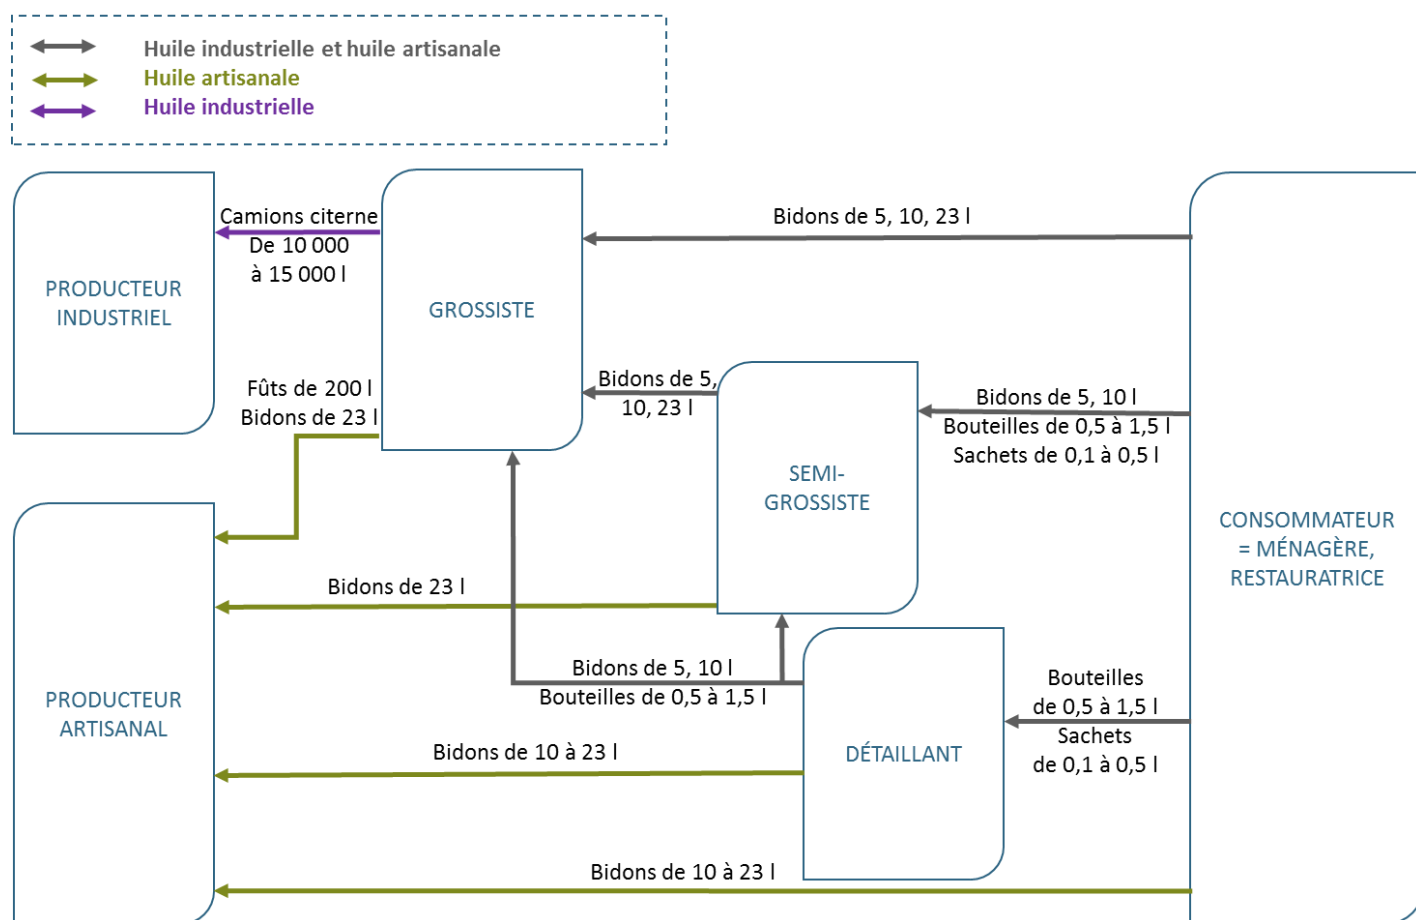 Huile industrielle et huile artisanale
Huile artisanale
Huile industrielle
Camions citerne
De 10 000
à 15 000 l
PRODUCTEUR
INDUSTRIEL
GROSSISTE
Bidons de 5, 10, 23 l
Fûts de 200 l
Bidons de 23 l
Bidons de 5,
10, 23 l
Bidons de 5, 10 l
Bouteilles de 0,5 à 1,5 l
Sachets de 0,1 à 0,5 l
SEMI-
GROSSISTE
CONSOMMATEUR
= MÉNAGÈRE,
RESTAURATRICE
Bidons de 23 l
Bidons de 5, 10 l
Bouteilles de 0,5 à 1,5 l
PRODUCTEUR
ARTISANAL
Bouteilles
de 0,5 à 1,5 l
Sachets
de 0,1 à 0,5 l
DÉTAILLANT
Bidons de 10 à 23 l
Bidons de 10 à 23 l